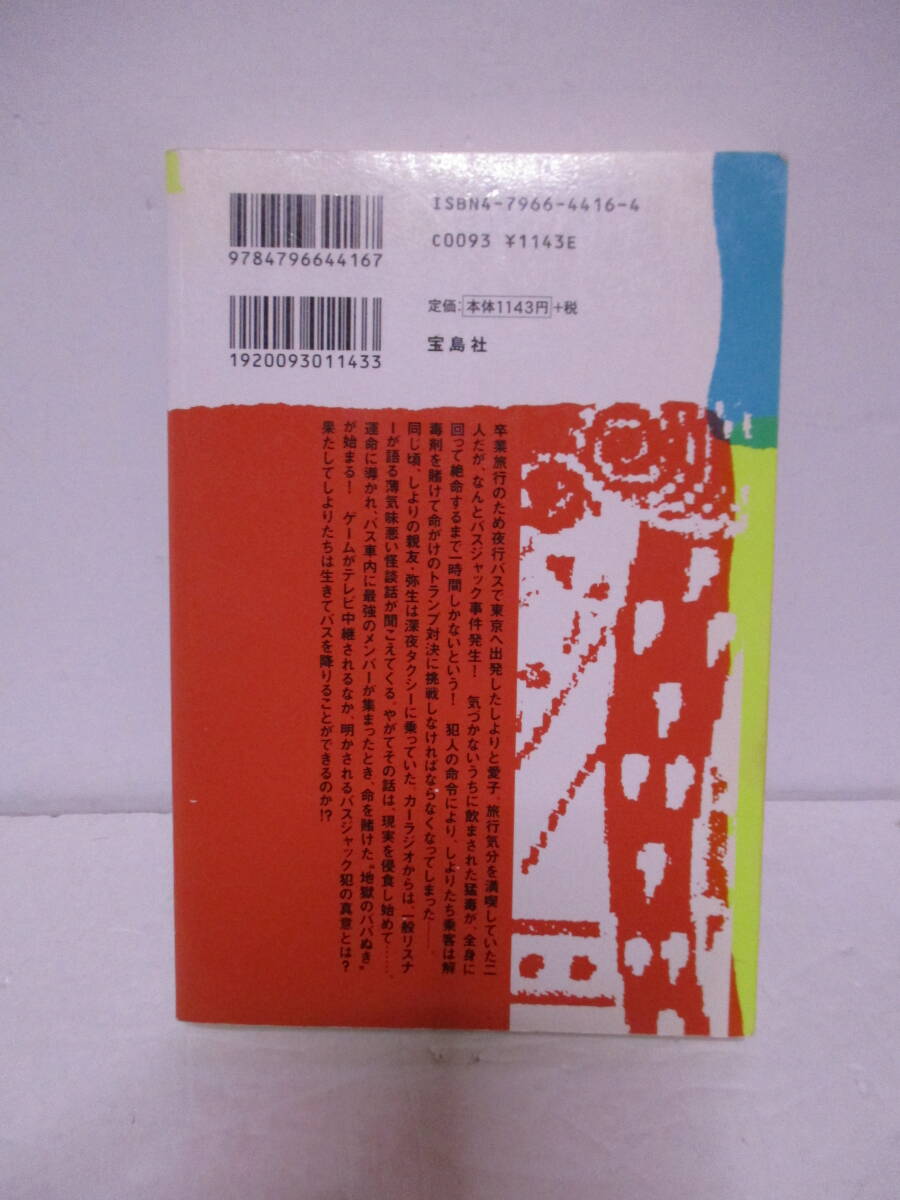 ISBN4-7966-4416-4
C0093 ¥1143E
9784796644167
定価：本体1143円+税
1920093011433
宝島社
卒業旅行のため夜行バスで東京へ出発したしよりと愛子。旅行気分を満喫していた二
人だが、なんとバスジャック事件発生！　気づかないうちに飲まされた猛毒が、全身に
回って絶命するまで一時間しかないという！　犯人の命令により、しよりたち乗客は解
毒剤を賭けて命がけのトランプ対決に挑戦しなければならなくなってしまった――。
同じ頃、しよりの親友・弥生は深夜タクシーに乗っていた。カーラジオからは、一般リスナ
ーが語る薄気味悪い怪談話が聞こえてくる。やがてその話は、現実を侵食し始めて……。
運命に導かれ、バス車内に最強のメンバーが集まったとき、命を賭けた“地獄のババぬき”
が始まる！　ゲームがテレビ中継されるなか、明かされるバスジャック犯の真意とは？
果たしてしよりたちは生きてバスを降りることができるのか!?